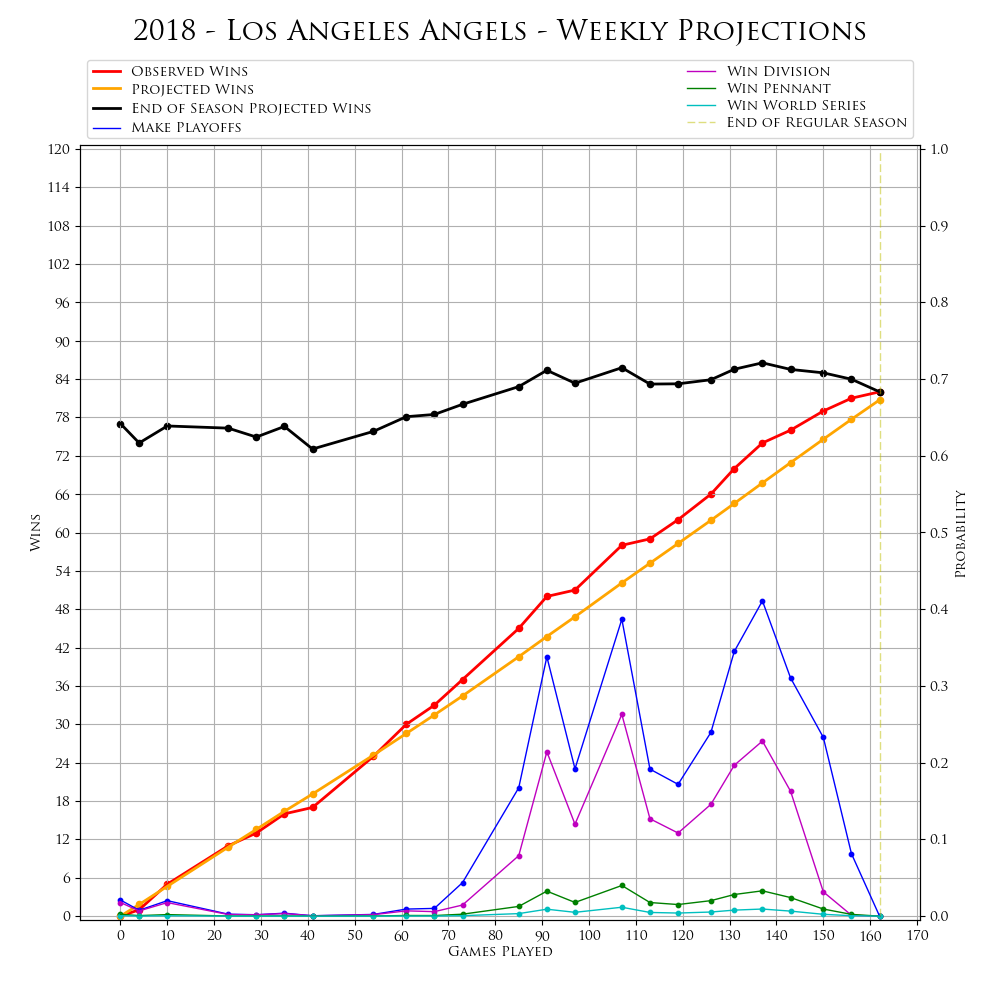 2018 - Los Angeles Angels - Weekly Projections
Observed Wins
Projected Wins
End of Season Projected Wins
Make Playoffs
Win Division
Win Pennant
Win World Series
End of Regular Season
120
114
108
102
96
90
84
78
72
66
60
54
48
42
36
30
24
18
12
6
0
Wins
1.0
0.9
0.8
0.7
0.6
0.5
0.4
0.3
0.2
0.1
0.0
Probability
0 10 20 30 40 50 60 70 80 90 100 110 120 130 140 150 160 170
Games Played